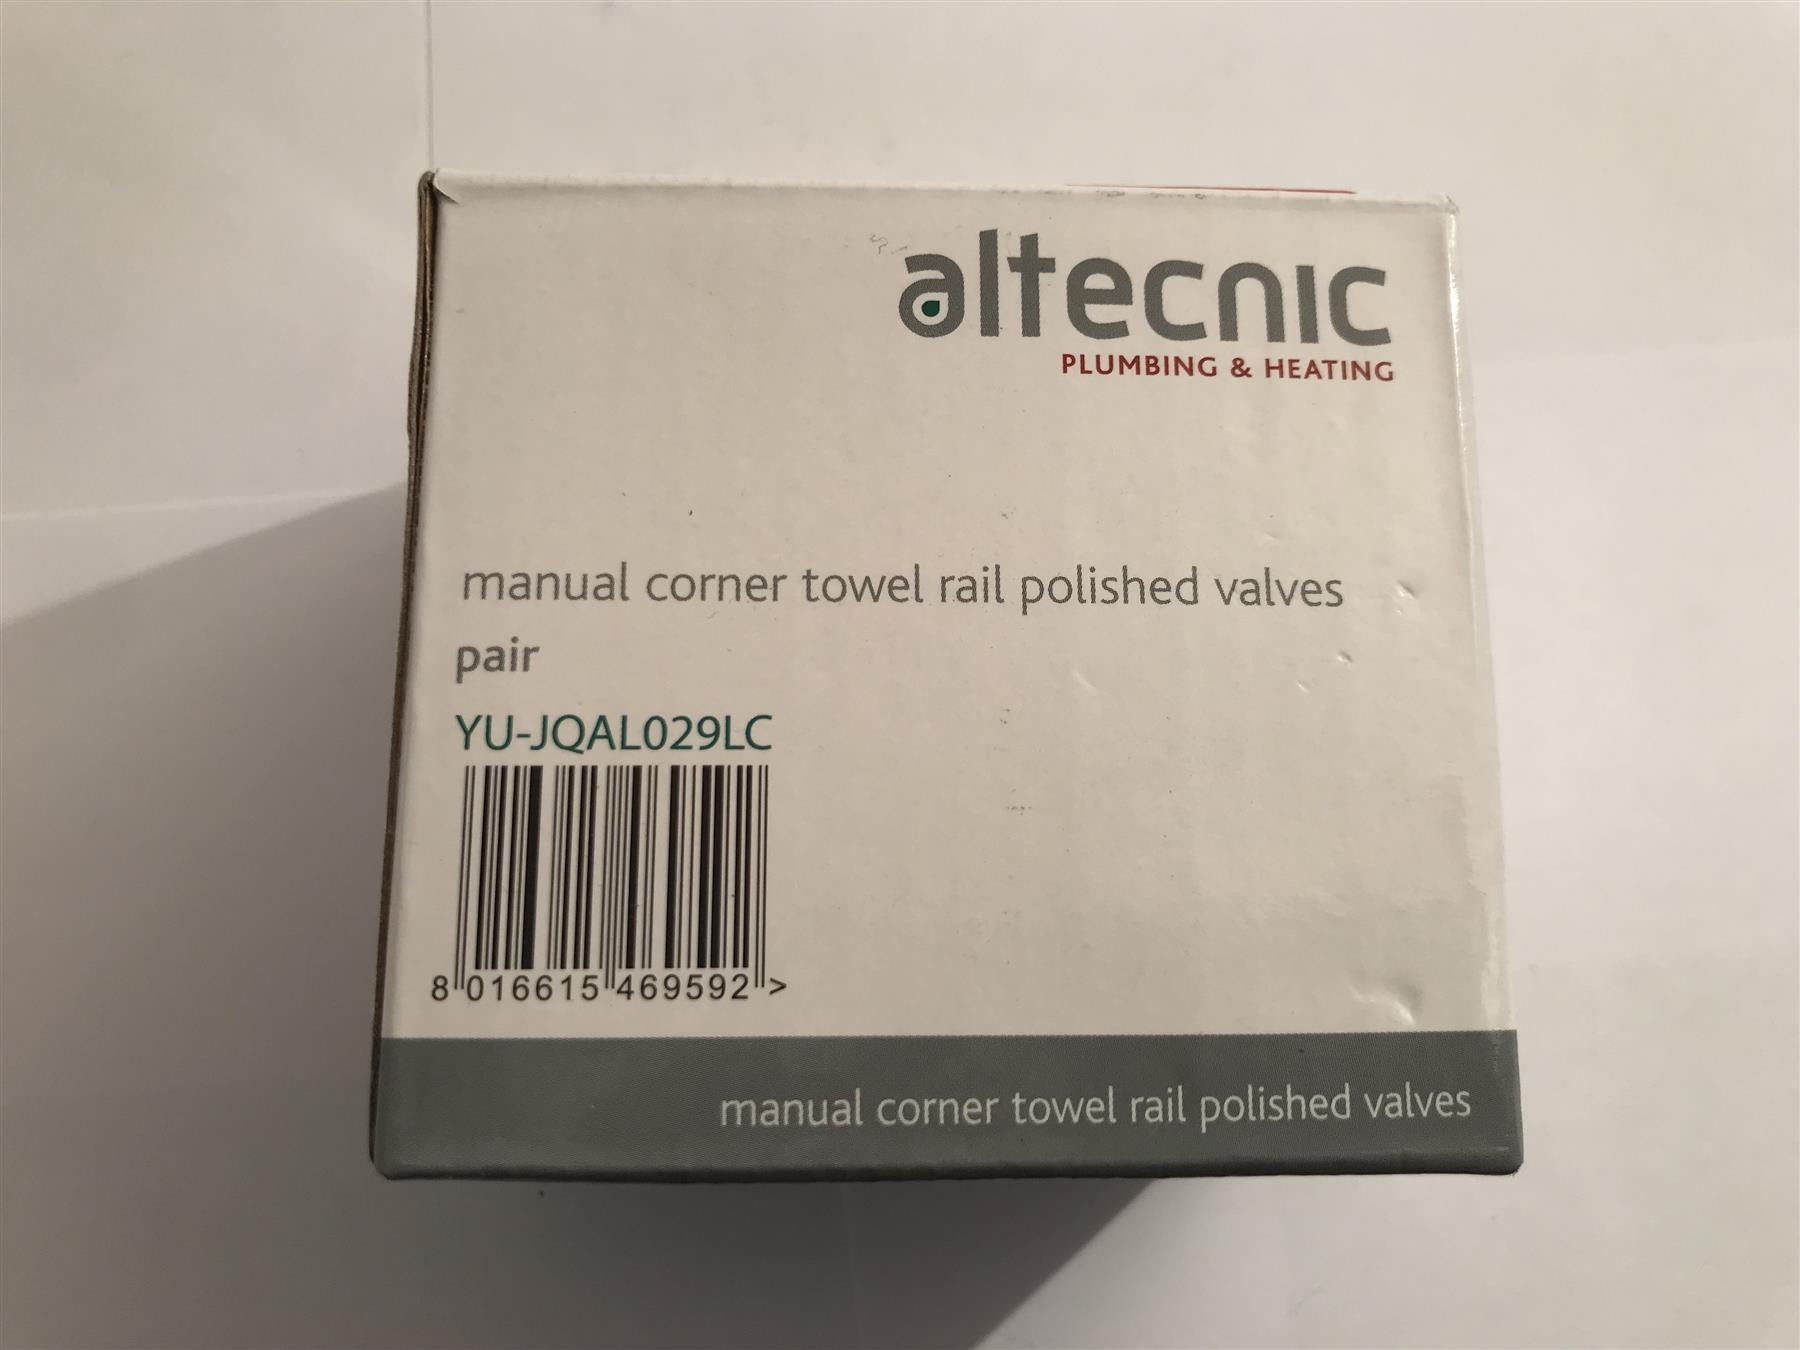 altecnic
PLUMBING & HEATING
manual corner towel rail polished valves
pair
YU-JQAL029LC
8 016615 469592 >
manual corner towel rail polished valves